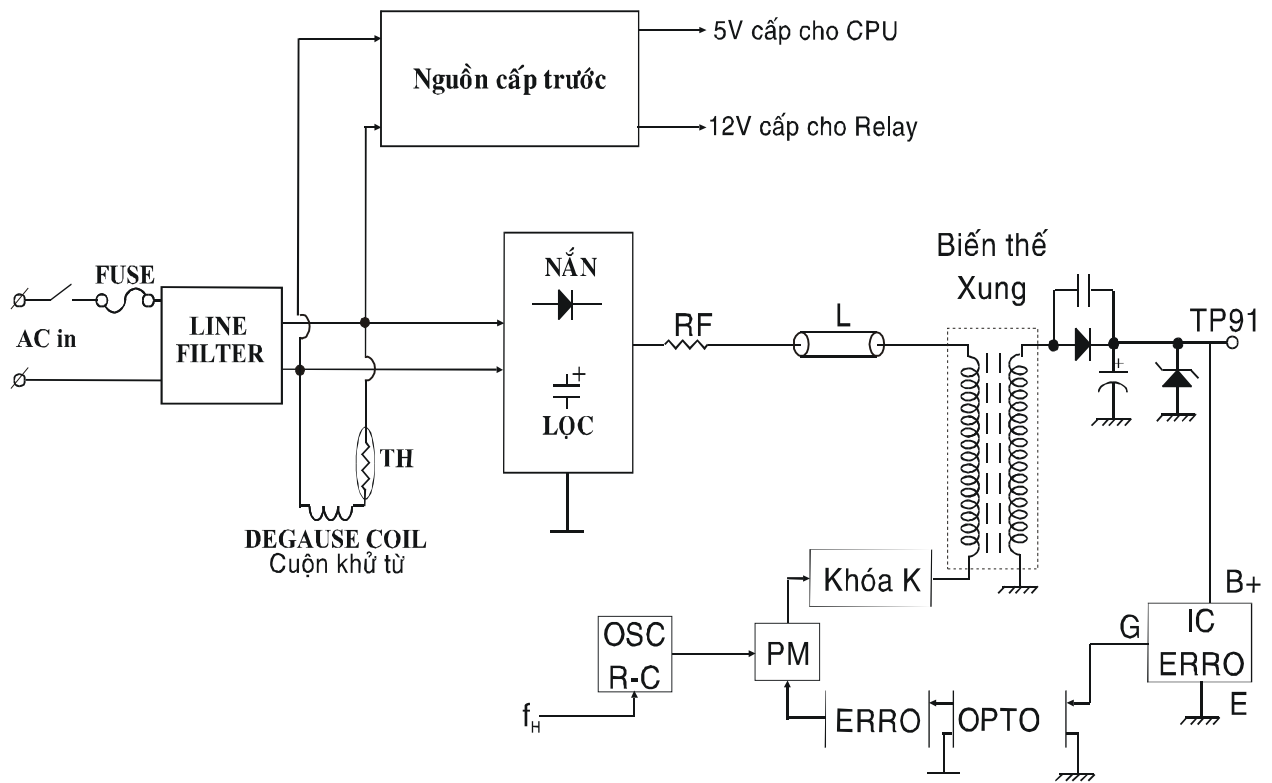 5V cấp cho CPU
Nguồn cấp trước
12V cấp cho Relay
Biến thế
Xung
FUSE
NẮN
TP91
AC in
LINE
FILTER
RF
L
+
+
LỌC
TH
DEGAUSE COIL
Cuộn khử từ
Khóa K
B+
OSC
R-C
PM
G
IC
ERRO
E
fH
ERRO
OPTO